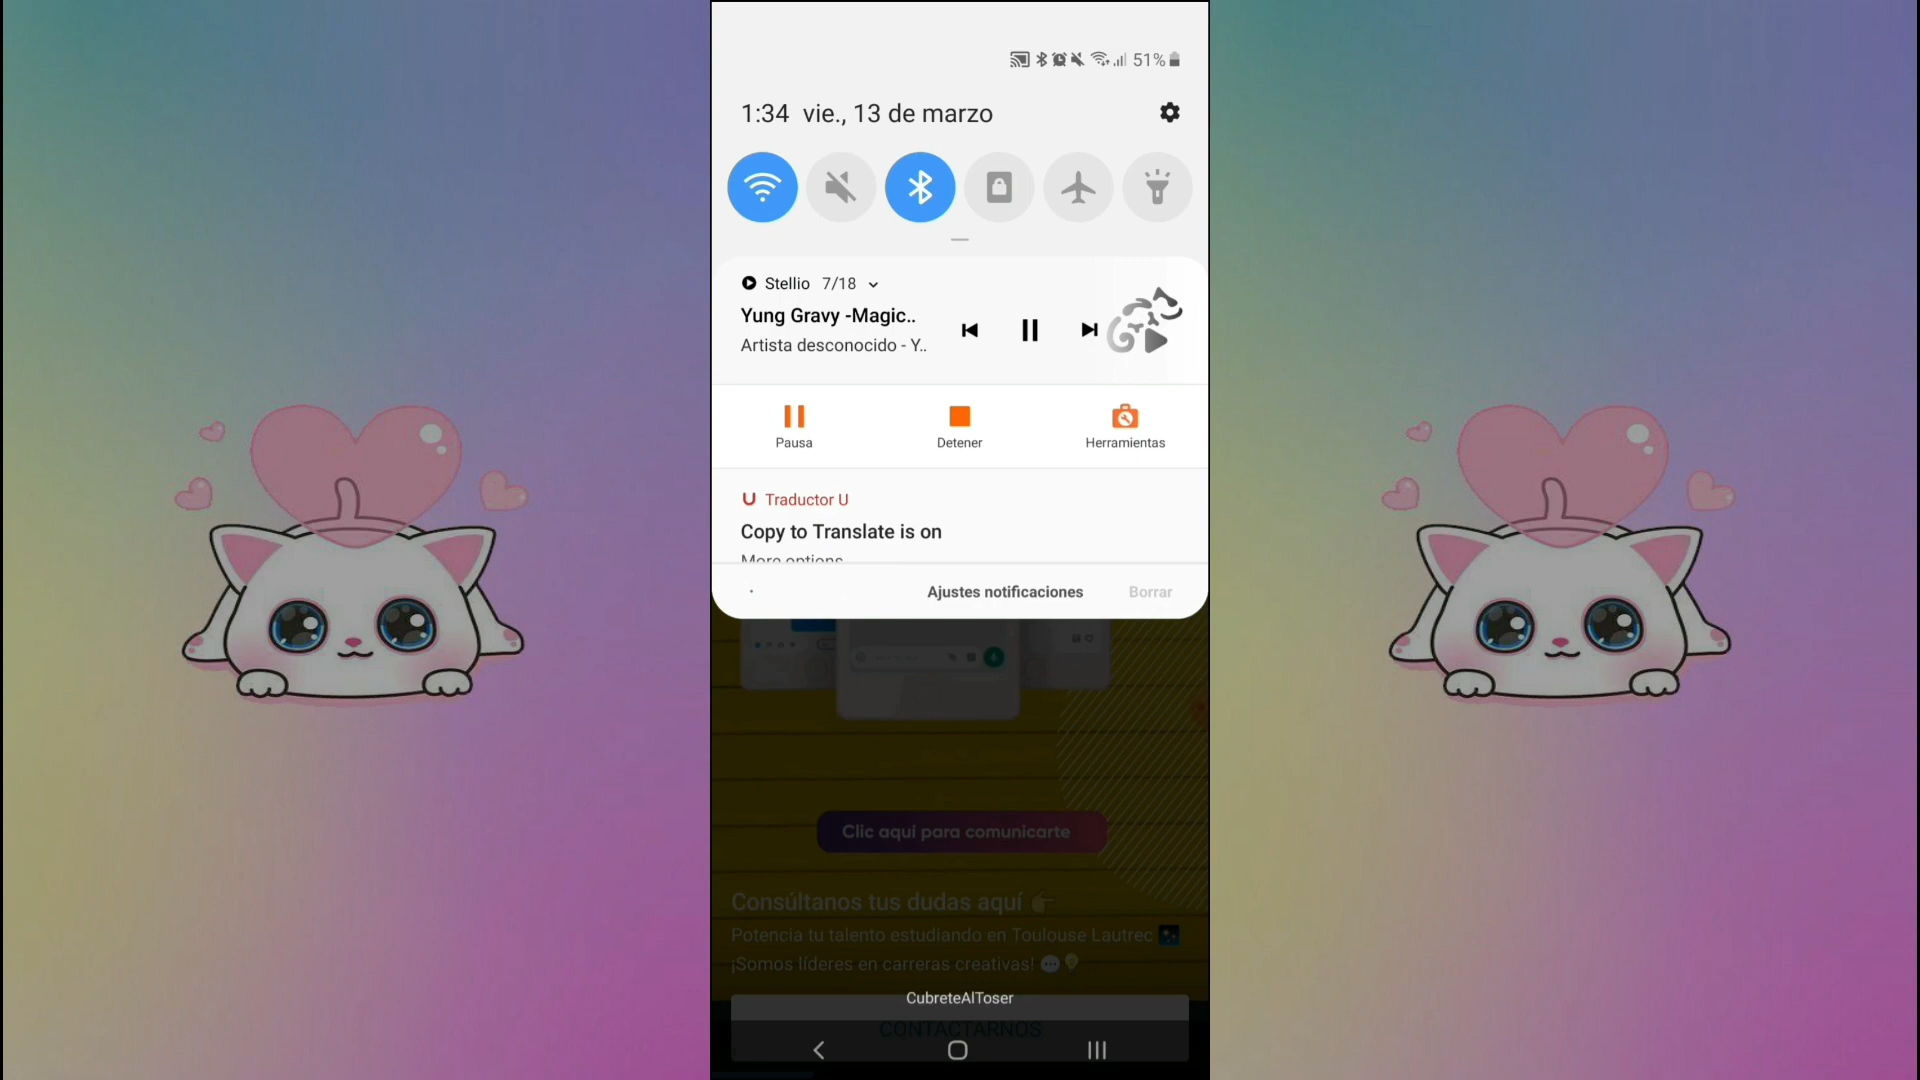 51%
1:34 vie., 13 de marzo
Stellio 7/18
Yung Gravy -Magic..
Artista desconocido - Y..
Pausa Detener Herramientas
U Traductor U
Copy to Translate is on
More options
Ajustes notificaciones Borrar
Clic aquí para comunicarte
Consúltanos tus dudas aquí
Potencia tu talento estudiando en Toulouse Lautrec
¡Somos líderes en carreras creativas!
CubreteAlToser
CONTACTARNOS